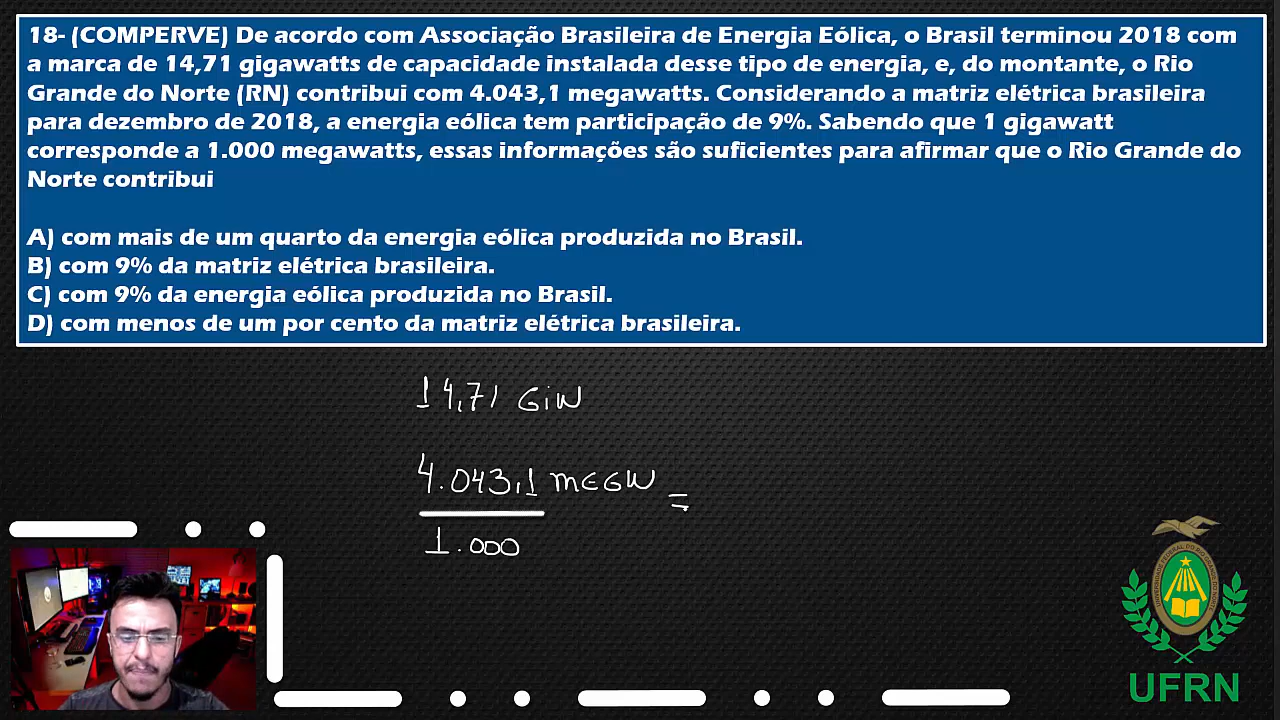 18- (COMPERVE) De acordo com Associação Brasileira de Energia Eólica, o Brasil terminou 2018 com
a marca de 14,71 gigawatts de capacidade instalada desse tipo de energia, e, do montante, o Rio
Grande do Norte (RN) contribui com 4.043,1 megawatts. Considerando a matriz elétrica brasileira
para dezembro de 2018, a energia eólica tem participação de 9%. Sabendo que 1 gigawatt
corresponde a 1.000 megawatts, essas informações são suficientes para afirmar que o Rio Grande do
Norte contribui
A) com mais de um quarto da energia eólica produzida no Brasil.
B) com 9% da matriz elétrica brasileira.
C) com 9% da energia eólica produzida no Brasil.
D) com menos de um por cento da matriz elétrica brasileira.
14,71 GiW
4.043,1 MEGW =
1.000
UFRN